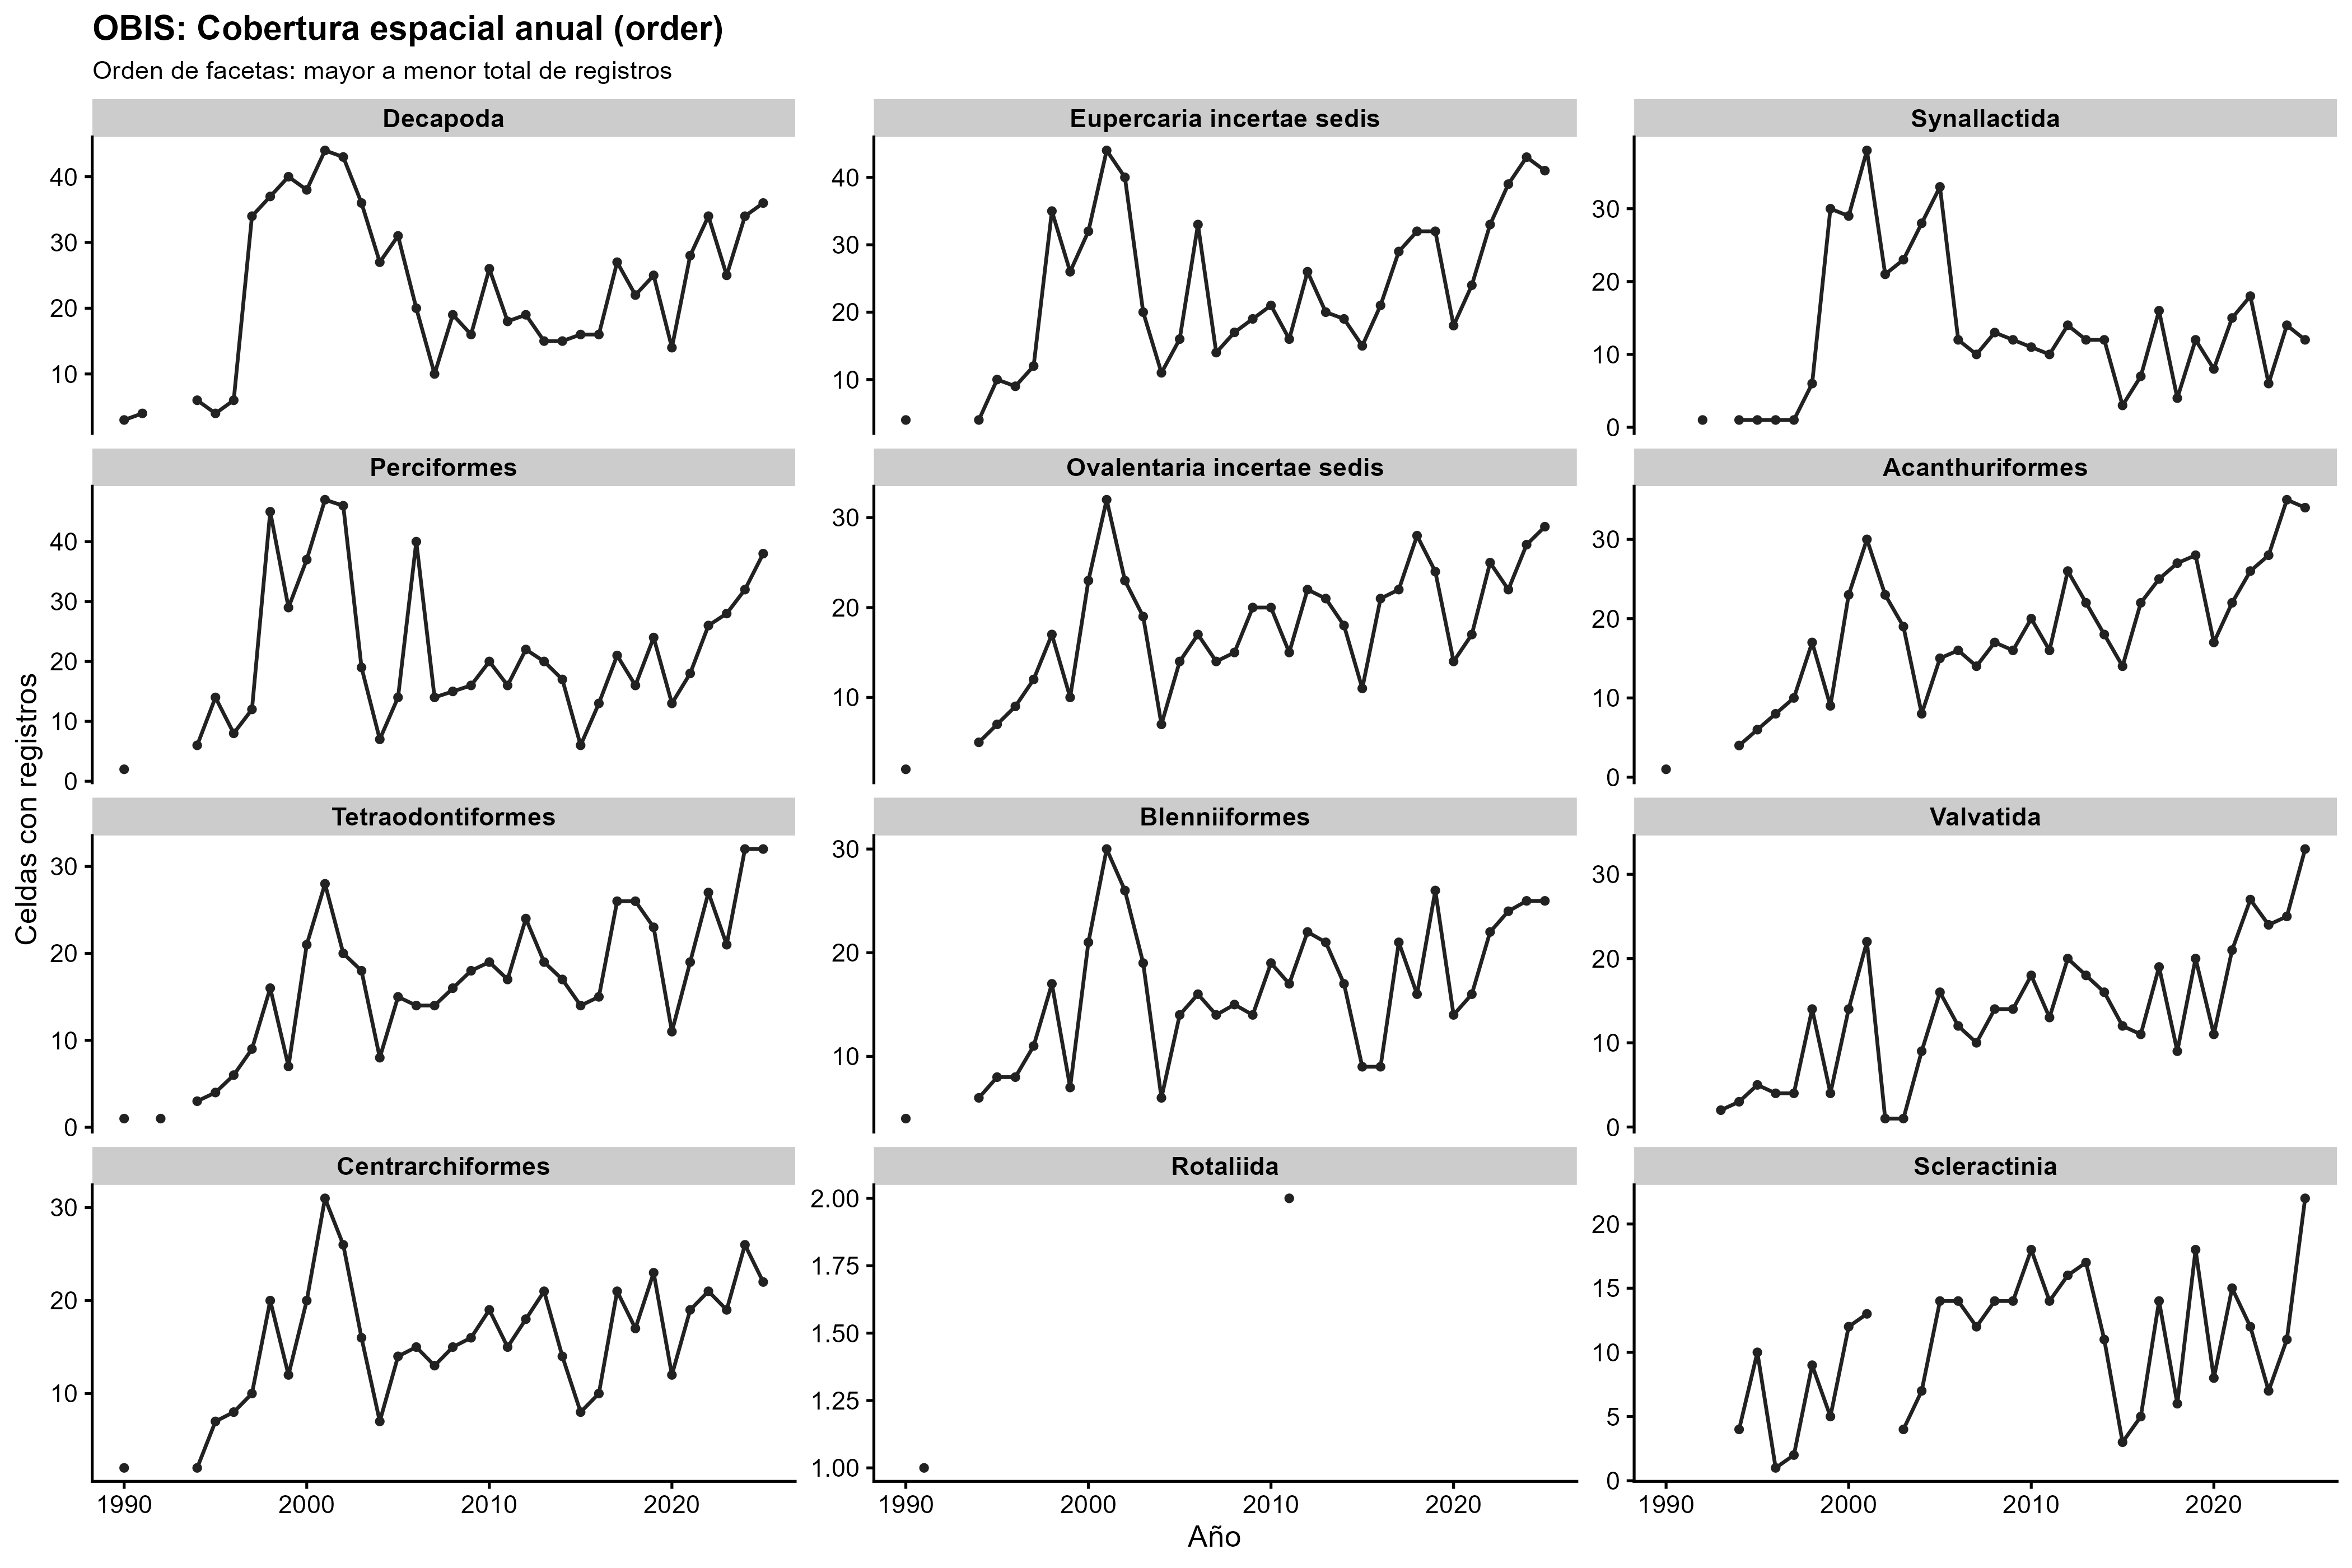 OBIS: Cobertura espacial anual (order)
Orden de facetas: mayor a menor total de registros
Decapoda
Eupercaria incertae sedis
Synallactida
40
30
20
10
40
30
20
10
30
20
10
0
Perciformes
Ovalentaria incertae sedis
Acanthuriformes
40
30
20
10
0
30
20
10
30
20
10
0
Celdas con registros
Tetraodontiformes
Blenniiformes
Valvatida
30
20
10
0
30
20
10
30
20
10
0
Centrarchiformes
Rotaliida
Scleractinia
30
20
10
2.00
1.75
1.50
1.25
1.00
20
15
10
5
0
1990 2000 2010 2020
1990 2000 2010 2020
1990 2000 2010 2020
Año